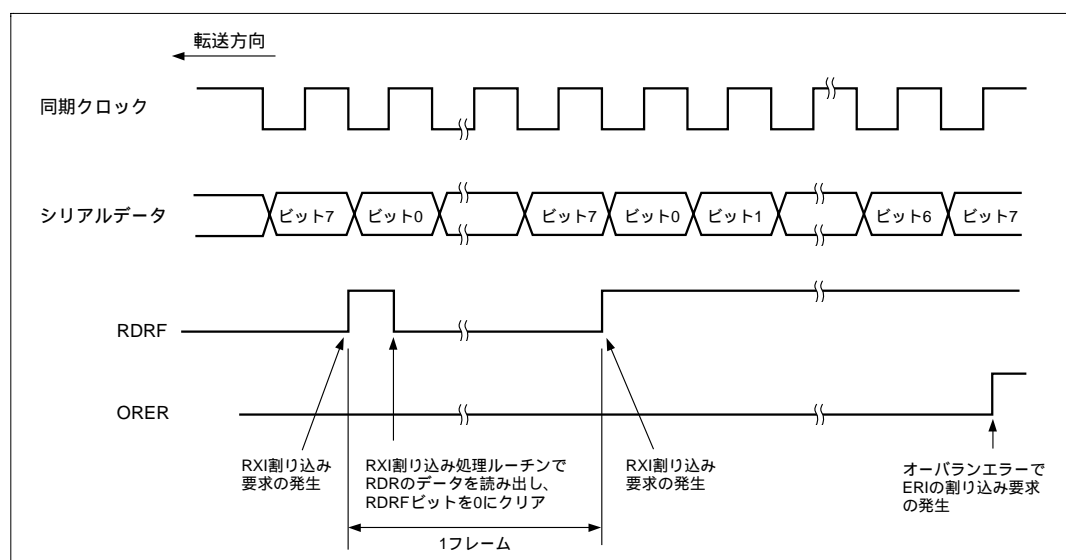 転送方向
同期クロック
シリアルデータ
ビット7
ビット0
ビット7
ビット0
ビット1
ビット6
ビット7
RDRF
ORER
RXI割り込み
要求の発生
RXI割り込み処理ルーチンで
RDRのデータを読み出し、
RDRFビットを0にクリア
RXI割り込み
要求の発生
オーバランエラーで
ERIの割り込み要求
の発生
1フレーム